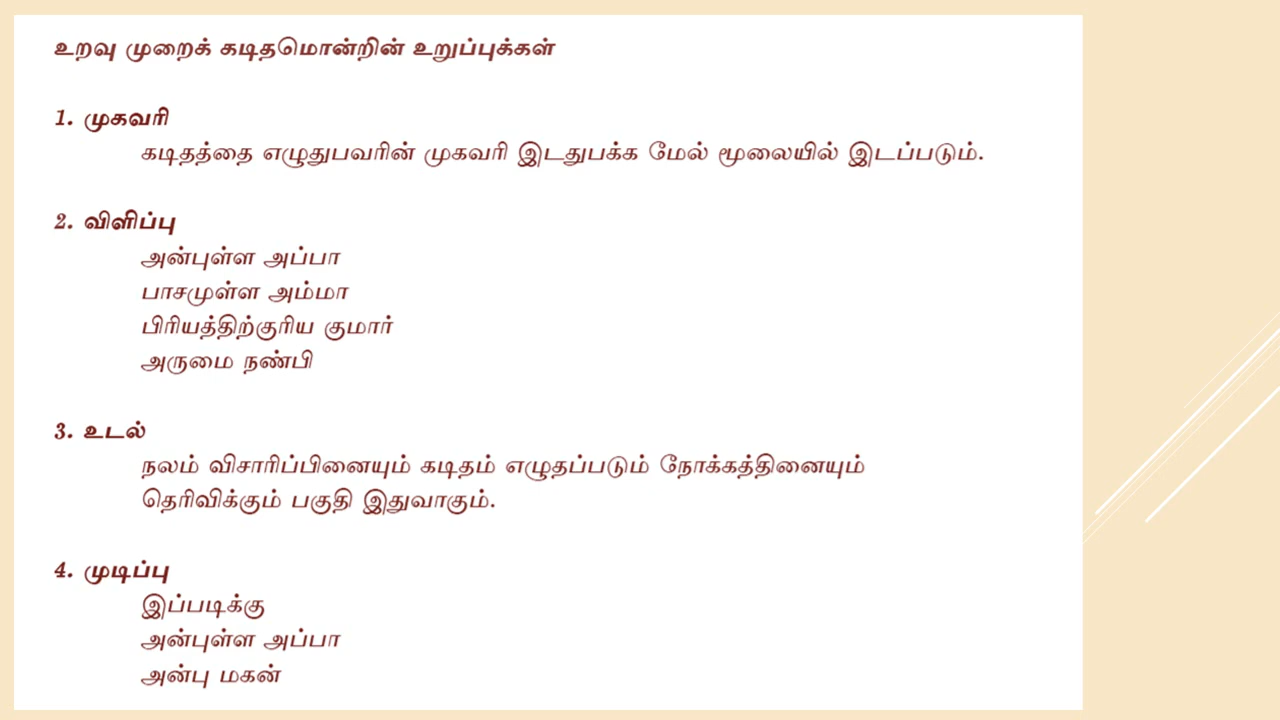 உறவு முறைக் கடிதமொன்றின் உறுப்புக்கள்
1. முகவரி
கடிதத்தை எழுதுபவரின் முகவரி இடதுபக்க மேல் மூலையில் இடப்படும்.
2. விளிப்பு
அன்புள்ள அப்பா
பாசமுள்ள அம்மா
பிரியத்திற்குரிய குமார்
அருமை நண்பி
3. உடல்
நலம் விசாரிப்பினையும் கடிதம் எழுதப்படும் நோக்கத்தினையும்
தெரிவிக்கும் பகுதி இதுவாகும்.
4. முடிப்பு
இப்படிக்கு
அன்புள்ள அப்பா
அன்பு மகன்